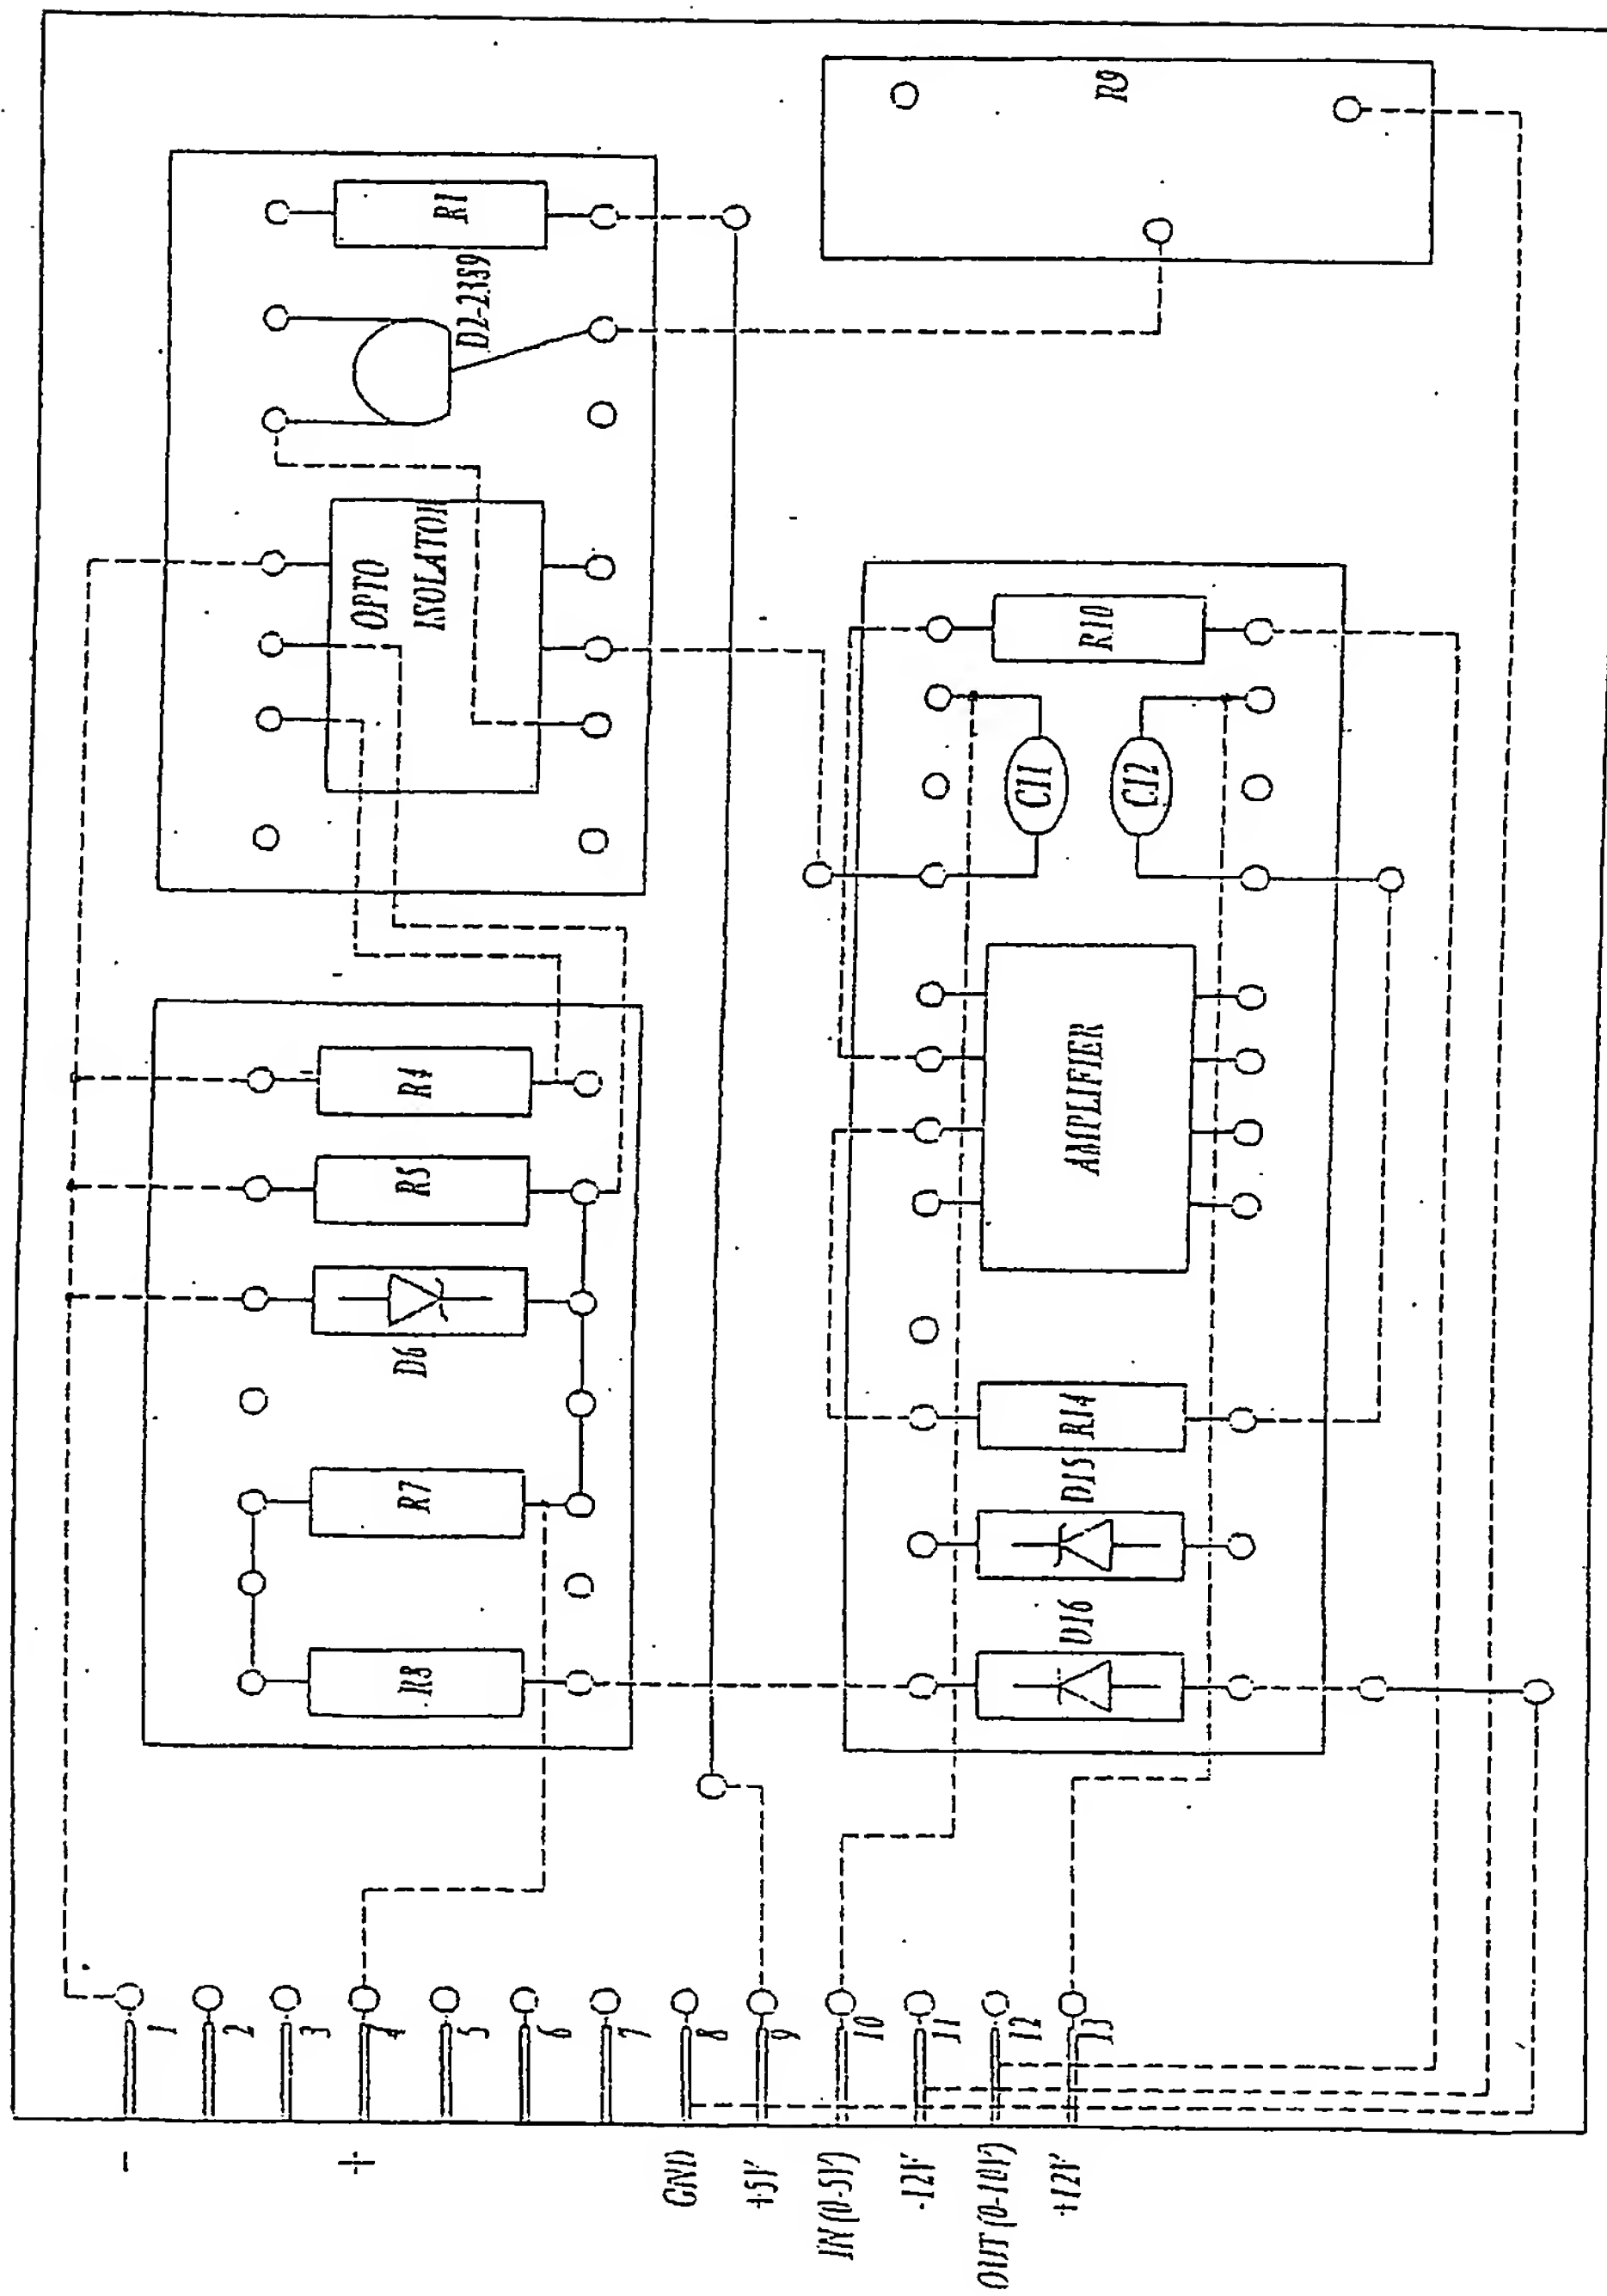 R1
D2-2389
OPTO
ISOLATOR
R9
R4
R5
D6
R7
R8
R10
C11
C12
AMPLIFIER
R14
D15
D16
1
2
3
4
5
6
7
8
9
10
11
12
13
-
+
GND
+5V
IN (0-5V)
-12V
OUT (0-10V)
+12V